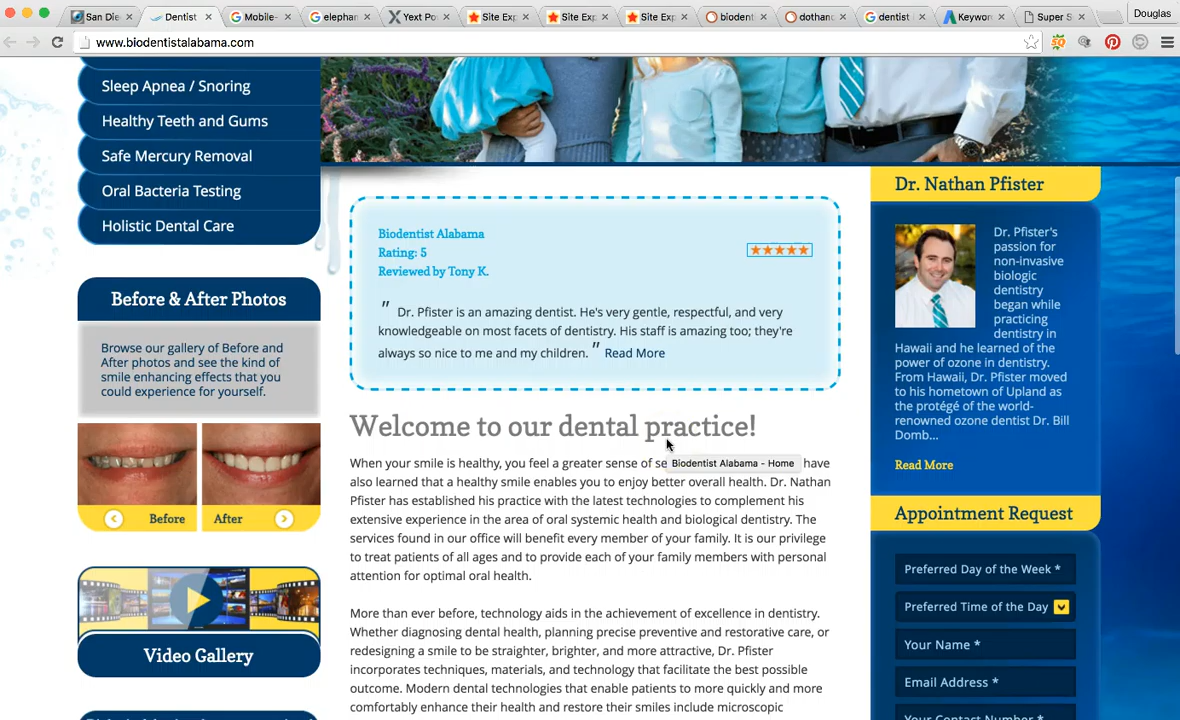 San Die
Dentist
Mobile-
elephan
Yext Po
Site Exp
Site Exp
Site Exp
bioden
dothan
dentist
Keywor
Super S
Douglas
www.biodentistalabama.com
Sleep Apnea / Snoring
Healthy Teeth and Gums
Safe Mercury Removal
Oral Bacteria Testing
Holistic Dental Care
Before & After Photos
Browse our gallery of Before and
After photos and see the kind of
smile enhancing effects that you
could experience for yourself.
Before
After
Video Gallery
Biodentist Alabama
Rating: 5
Reviewed by Tony K.
" Dr. Pfister is an amazing dentist. He's very gentle, respectful, and very
knowledgeable on most facets of dentistry. His staff is amazing too; they're
always so nice to me and my children. " Read More
Welcome to our dental practice!
When your smile is healthy, you feel a greater sense of se
have
Biodentist Alabama - Home
also learned that a healthy smile enables you to enjoy better overall health. Dr. Nathan
Pfister has established his practice with the latest technologies to complement his
extensive experience in the area of oral systemic health and biological dentistry. The
services found in our office will benefit every member of your family. It is our privilege
to treat patients of all ages and to provide each of your family members with personal
attention for optimal oral health.
More than ever before, technology aids in the achievement of excellence in dentistry.
Whether diagnosing dental health, planning precise preventive and restorative care, or
redesigning a smile to be straighter, brighter, and more attractive, Dr. Pfister
incorporates techniques, materials, and technology that facilitate the best possible
outcome. Modern dental technologies that enable patients to more quickly and more
comfortably enhance their health and restore their smiles include microscopic
Dr. Nathan Pfister
Dr. Pfister's
passion for
non-invasive
biologic
dentistry
began while
practicing
dentistry in
Hawaii and he learned of the
power of ozone in dentistry.
From Hawaii, Dr. Pfister moved
to his hometown of Upland as
the protégé of the world-
renowned ozone dentist Dr. Bill
Domb...
Read More
Appointment Request
Preferred Day of the Week *
Preferred Time of the Day
Your Name *
Email Address *
Your Contact Number *